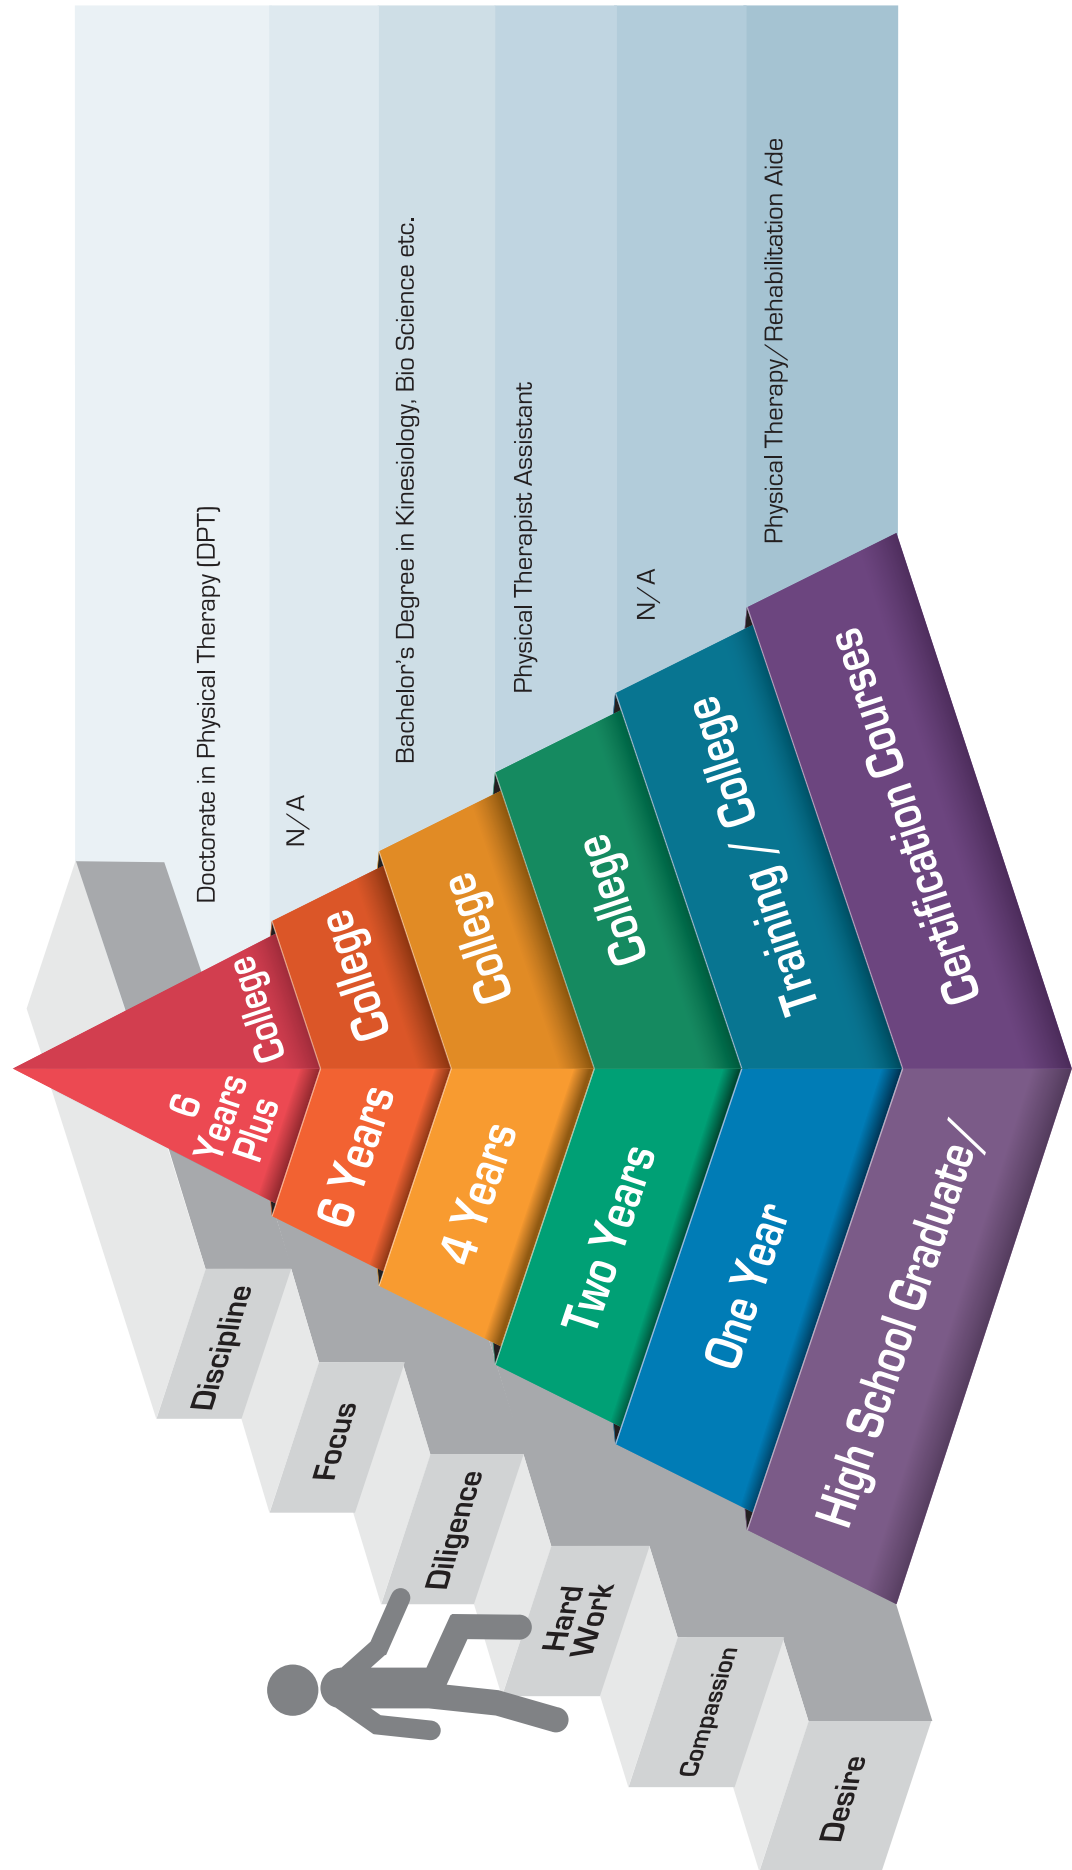 Doctorate in Physical Therapy (DPT)
N/A
Bachelor's Degree in Kinesiology, Bio Science etc.
Physical Therapist Assistant
N/A
Physical Therapy/Rehabilitation Aide
6
Years
Plus
College
6 Years
College
4 Years
College
Two Years
College
One Year
Training / College
High School Graduate/
Certification Courses
Discipline
Focus
Diligence
Hard
Work
Compassion
Desire